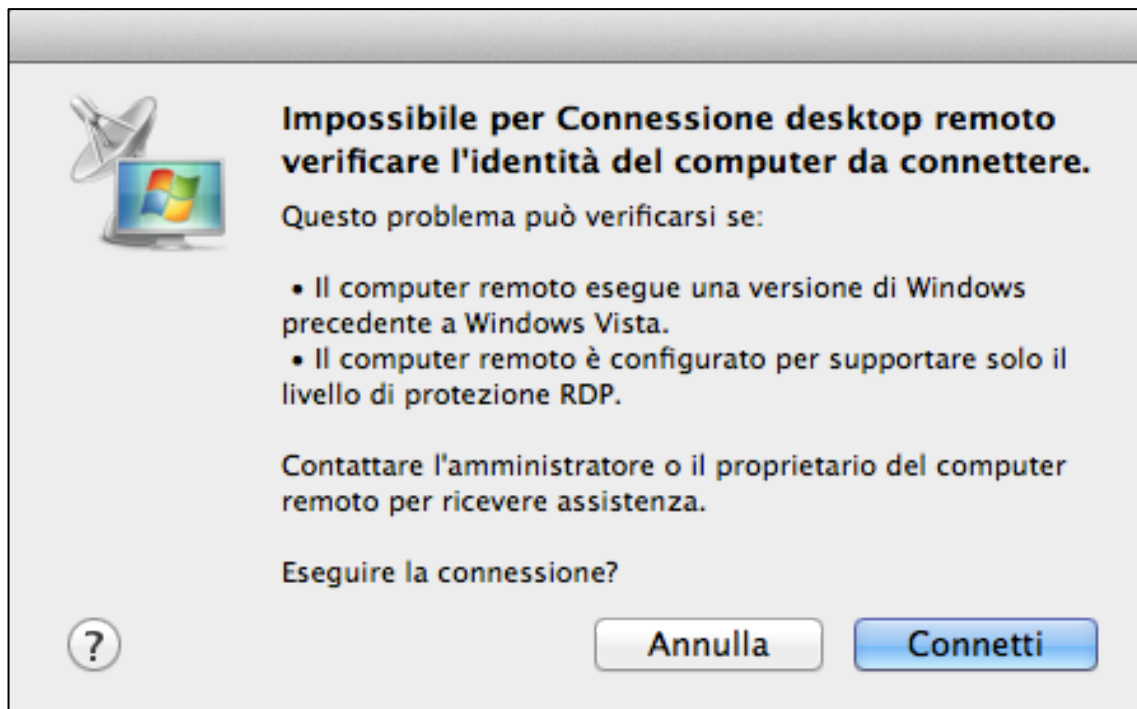 Impossibile per Connessione desktop remoto
verificare l'identità del computer da connettere.
Questo problema può verificarsi se:
• Il computer remoto esegue una versione di Windows
precedente a Windows Vista.
• Il computer remoto è configurato per supportare solo il
livello di protezione RDP.
Contattare l'amministratore o il proprietario del computer
remoto per ricevere assistenza.
Eseguire la connessione?
? Annulla Connetti